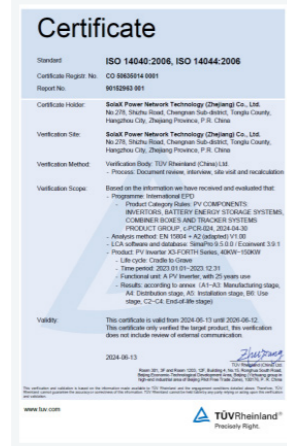 Certificate
Standard ISO 14040:2006, ISO 14044:2006
Certificate Registr. No. CO 50635014 0001
Report No. 90152963 001
Certificate Holder: SolaX Power Network Technology (Zhejiang) Co., Ltd.
No.278, Shizhu Road, Chengnan Sub-district, Tonglu County,
Hangzhou City, Zhejiang Province, P.R. China
Verification Site: SolaX Power Network Technology (Zhejiang) Co., Ltd.
No.278, Shizhu Road, Chengnan Sub-district, Tonglu County,
Hangzhou City, Zhejiang Province, P.R. China
Verification Method: Verification Body: TÜV Rheinland (China) Ltd.
- Process: Document review, interview, site visit and recalculation
Verification Scope: Based on the information we have received and evaluated that:
- Programme: International EPD
- Product Category Rules: PV COMPONENTS:
INVERTORS, BATTERY ENERGY STORAGE SYSTEMS,
COMBINER BOXES AND TRACKER SYSTEMS
PRODUCT GROUP, c-PCR-024, 2024-04-30
- Analysis method: EN 15804 + A2 (adapted) V1.00
- LCA software and database: SimaPro 9.5.0.0 / Ecoinvent 3.9.1
- Product: PV Inverter X3-FORTH Series, 40KW~150KW
- Life cycle: Cradle to Grave
- Time period: 2023.01.01~2023.12.31
- Functional unit: A PV Inverter, with 25 years use
- Results: according to annex (A1~A3: Manufacturing stage,
A4: Distribution stage, A5: Installation stage, B6: Use
stage, C2~C4: End-of-life stage)
Validity: This certificate is valid from 2024-06-13 until 2026-06-12.
This certificate only verified the target product, this verification
does not include review of external communication.
2024-06-13
TÜV Rheinland (China) Ltd.
www.tuv.com
TÜVRheinland®
Precisely Right.